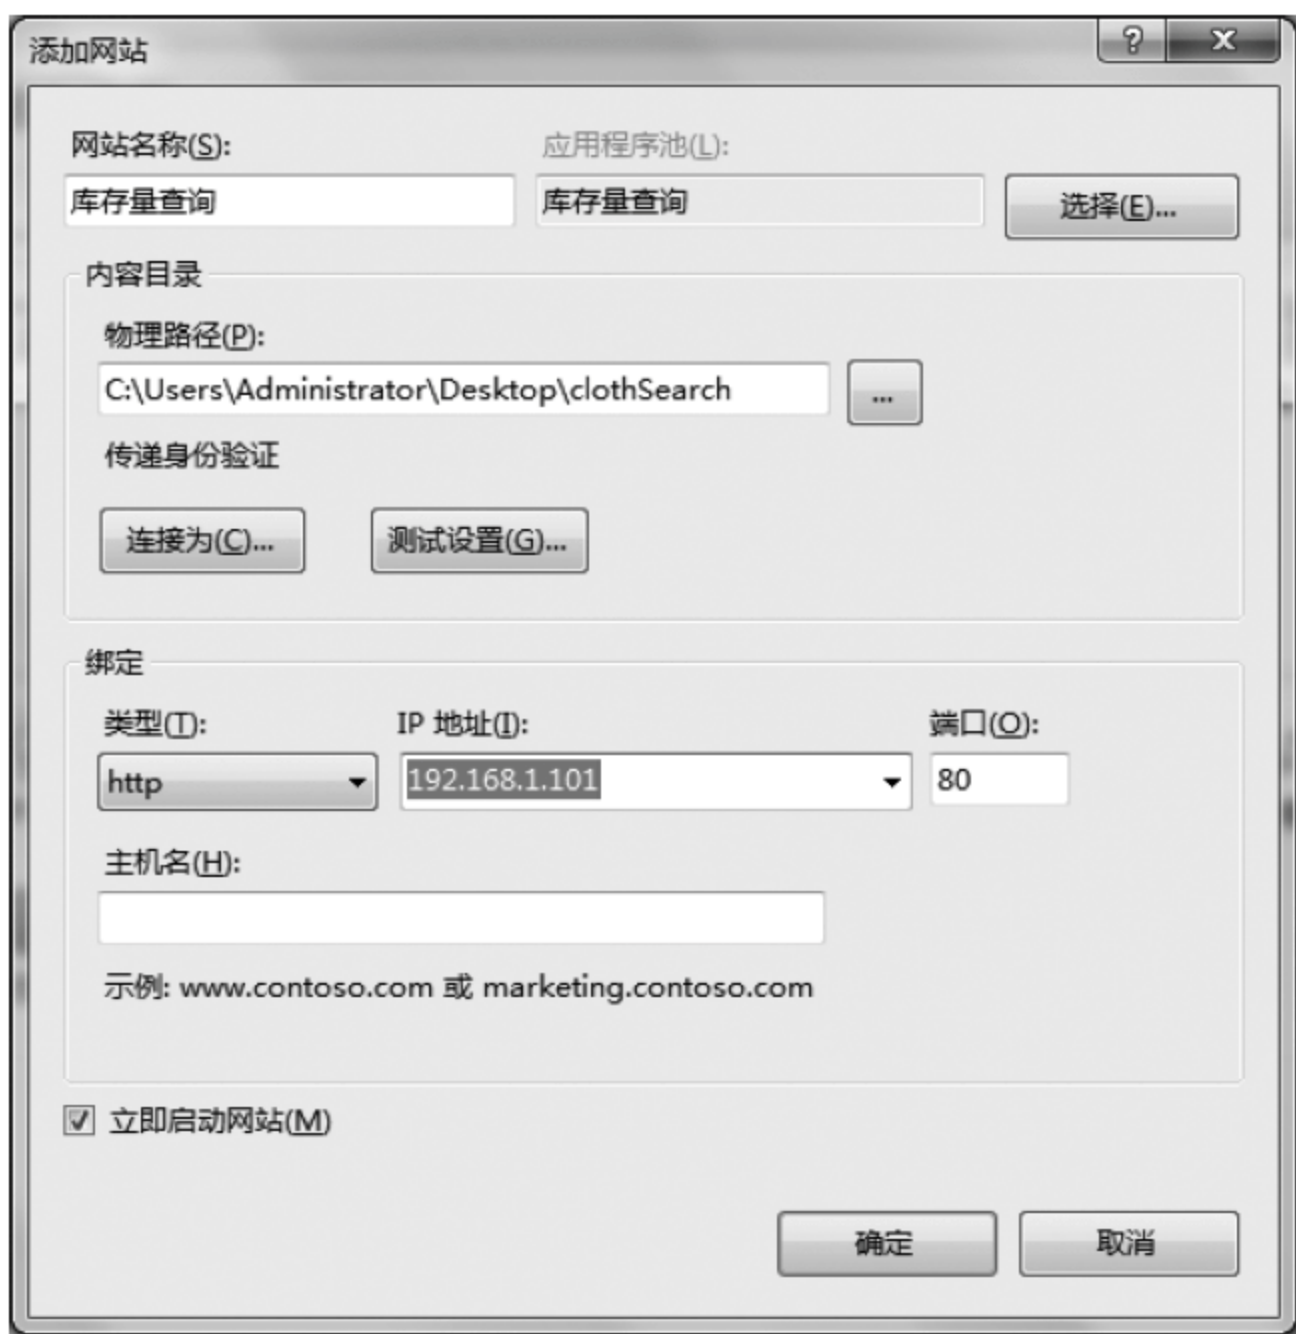 添加网站
网站名称(S): 应用程序池(L):
库存量查询 库存量查询 选择(E)...
内容目录
物理路径(P):
C:\Users\Administrator\Desktop\clothSearch ...
传递身份验证
连接为(C)... 测试设置(G)...
绑定
类型(T): IP 地址(I): 端口(O):
http 192.168.1.101 80
主机名(H):
示例: www.contoso.com 或 marketing.contoso.com
立即启动网站(M)
确定 取消